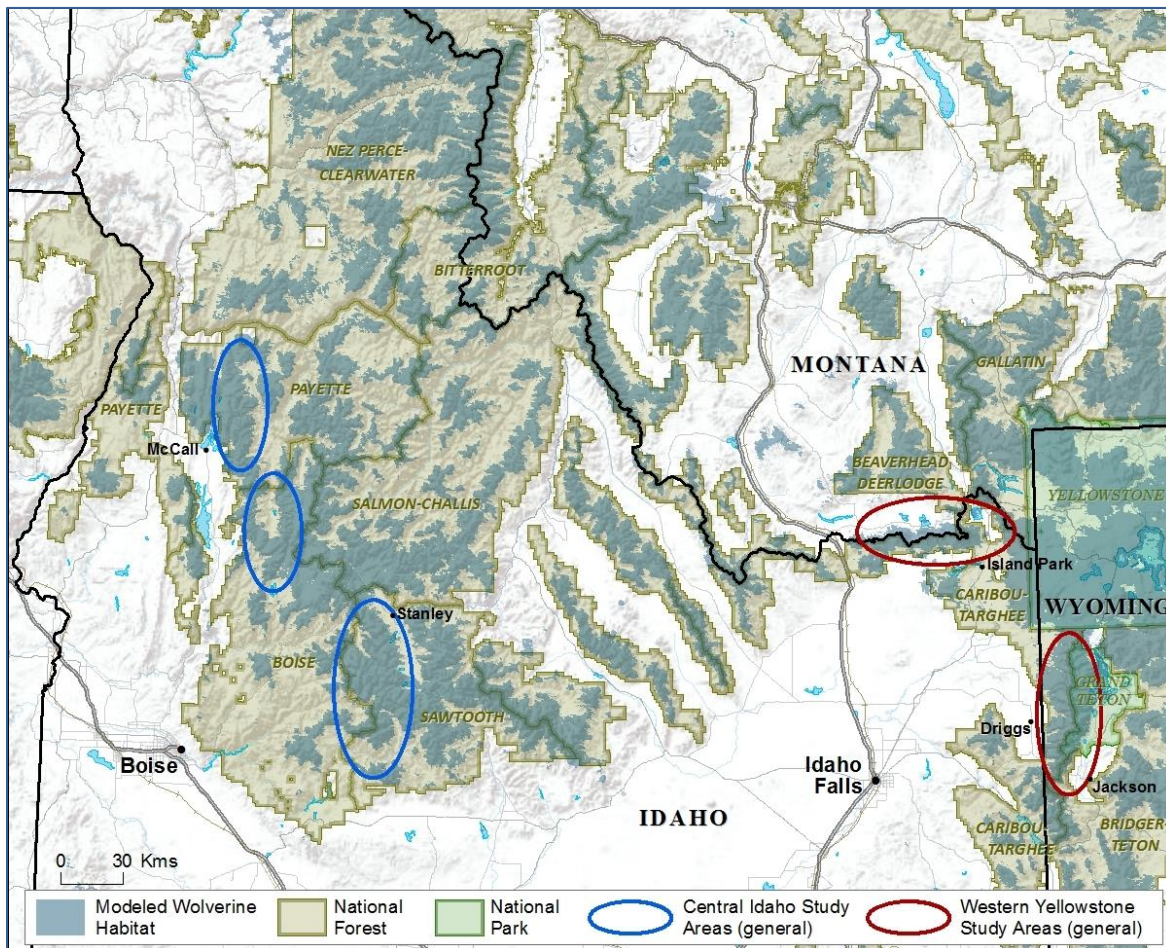 NEZ PERCE-
CLEARWATER
BITTERROOT
MONTANA
GALLATIN
PAYETTE
PAYETTE
McCall
BEAVERHEAD
DEERLODGE
YELLOWSTONE
SALMON-CHALLIS
Island Park
CARIBOU-
TARGHEE
WYOMING
Stanley
BOISE
GRAND
TETON
SAWTOOTH
Driggs
Boise
Idaho
Falls
Jackson
IDAHO
CARIBOU-
TARGHEE
BRIDGER-
TETON
0 30 Kms
Modeled Wolverine
Habitat
National
Forest
National
Park
Central Idaho Study
Areas (general)
Western Yellowstone
Study Areas (general)